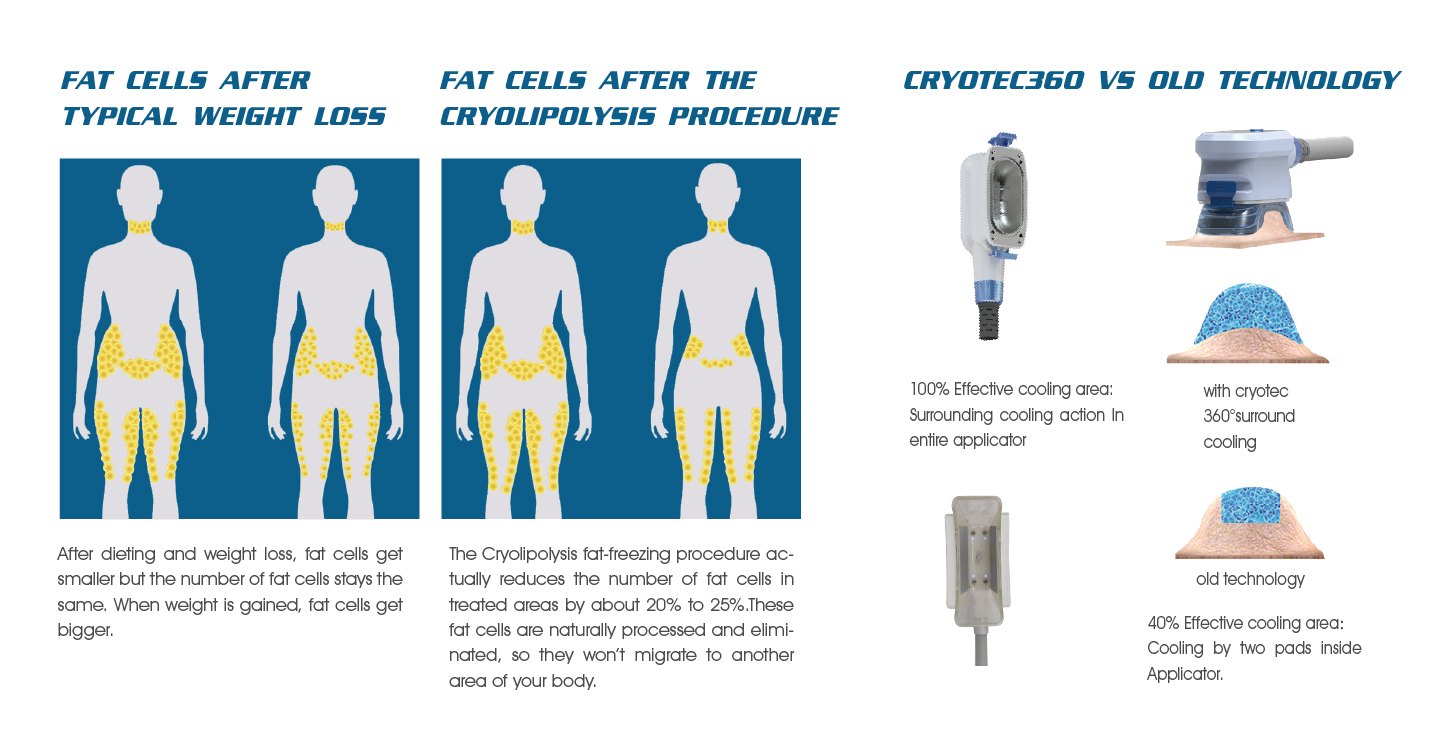 FAT CELLS AFTER
TYPICAL WEIGHT LOSS
After dieting and weight loss, fat cells get
smaller but the number of fat cells stays the
same. When weight is gained, fat cells get
bigger.
FAT CELLS AFTER THE
CRYOLIPOLYSIS PROCEDURE
The Cryolipolysis fat-freezing procedure ac-
tually reduces the number of fat cells in
treated areas by about 20% to 25%.These
fat cells are naturally processed and elimi-
nated, so they won't migrate to another
area of your body.
CRYOTEC360 VS OLD TECHNOLOGY
100% Effective cooling area:
Surrounding cooling action In
entire applicator
with cryotec
360°surround
cooling
old technology
40% Effective cooling area:
Cooling by two pads inside
Applicator.